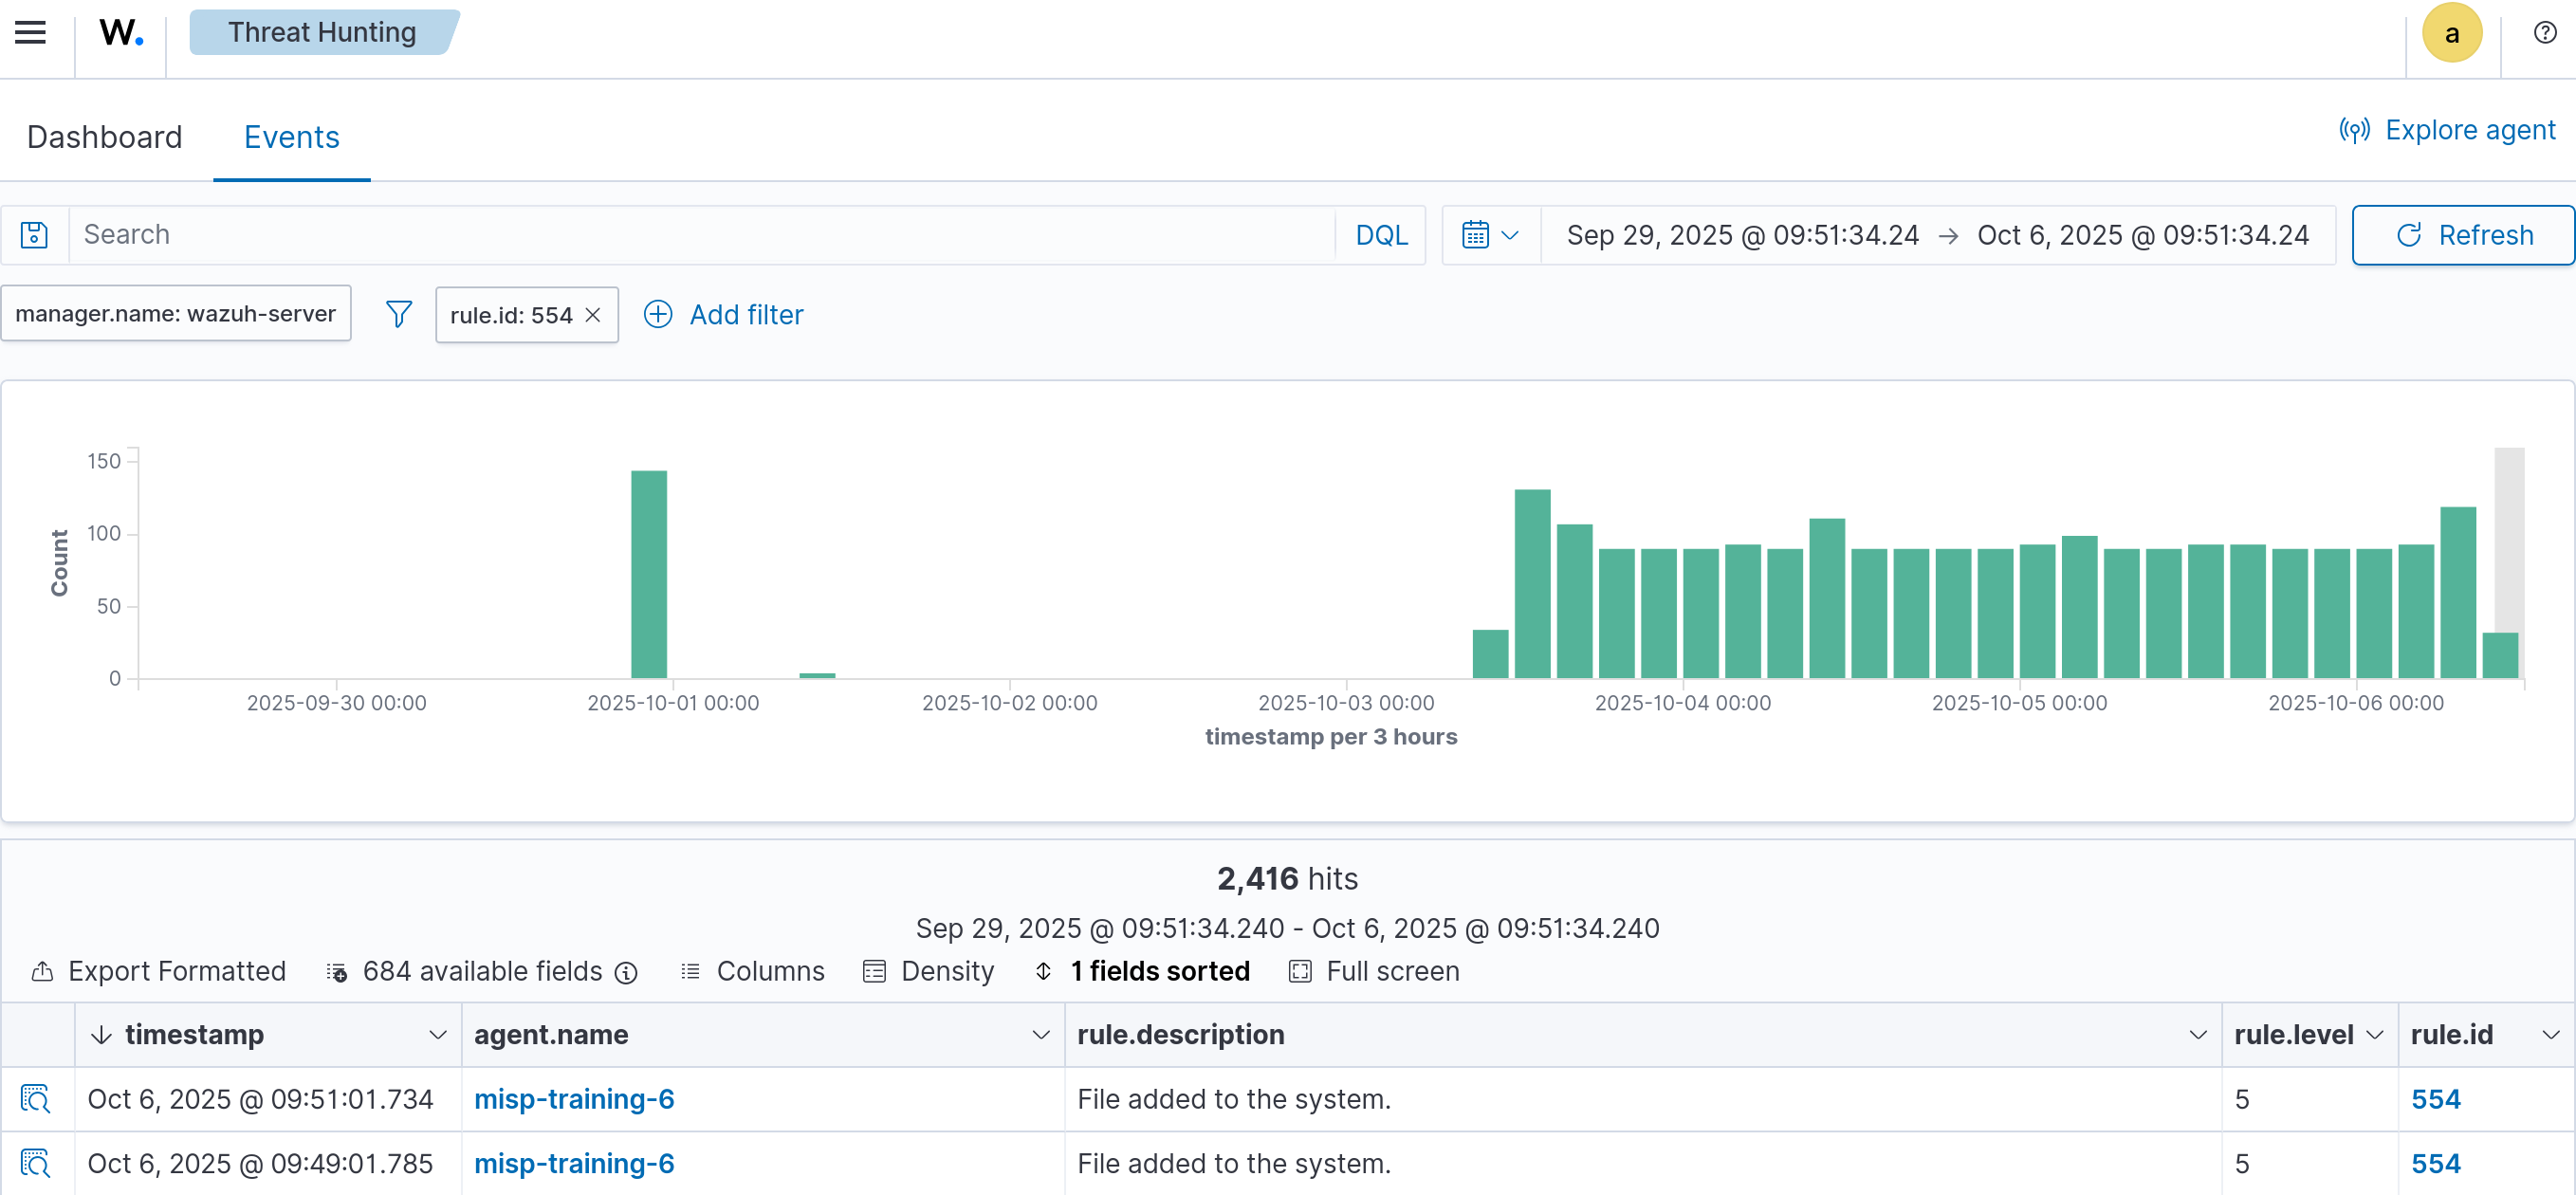 W. Threat Hunting a
Dashboard Events Explore agent
Search DQL Sep 29, 2025 @ 09:51:34.24 → Oct 6, 2025 @ 09:51:34.24 Refresh
manager.name: wazuh-server rule.id: 554 × Add filter
150
100
50
0
Count
2025-09-30 00:00 2025-10-01 00:00 2025-10-02 00:00 2025-10-03 00:00 2025-10-04 00:00 2025-10-05 00:00 2025-10-06 00:00
timestamp per 3 hours
2,416 hits
Sep 29, 2025 @ 09:51:34.240 - Oct 6, 2025 @ 09:51:34.240
Export Formatted 684 available fields Columns Density 1 fields sorted Full screen
timestamp agent.name rule.description rule.level rule.id
Oct 6, 2025 @ 09:51:01.734 misp-training-6 File added to the system. 5 554
Oct 6, 2025 @ 09:49:01.785 misp-training-6 File added to the system. 5 554